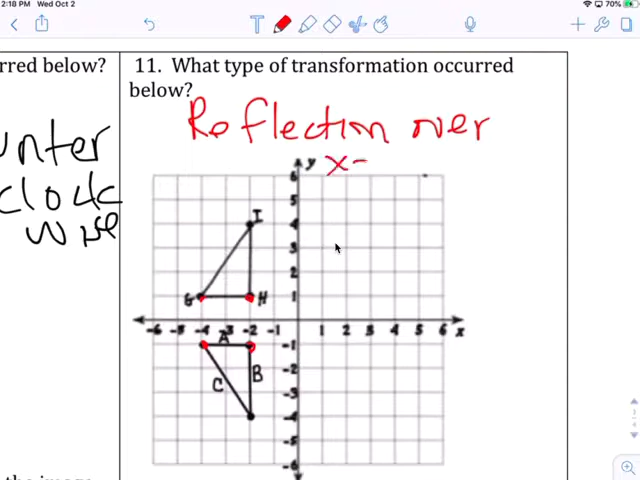 2:18 PM Wed Oct 2
70%
T
rred below?
unter
clock
wise
the image
11. What type of transformation occurred
below?
Reflection over
x-
y
6
5
4
3
2
1
I
G
H
-6 -5 -4 -3 -2 -1 1 2 3 4 5 6 x
A
B
C
-1
-2
-3
-4
-5
-6